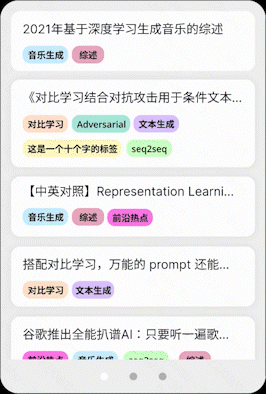 2021年基于深度学习生成音乐的综述
音乐生成 综述
《对比学习结合对抗攻击用于条件文本...
对比学习 Adversarial 文本生成
这是一个十个字的标签 seq2seq
【中英对照】Representation Learni...
音乐生成 综述 前沿热点
搭配对比学习，万能的 prompt 还能...
对比学习 文本生成
谷歌推出全能扒谱AI：只要听一遍歌...
前沿热点 音乐生成 seq2seq 综述